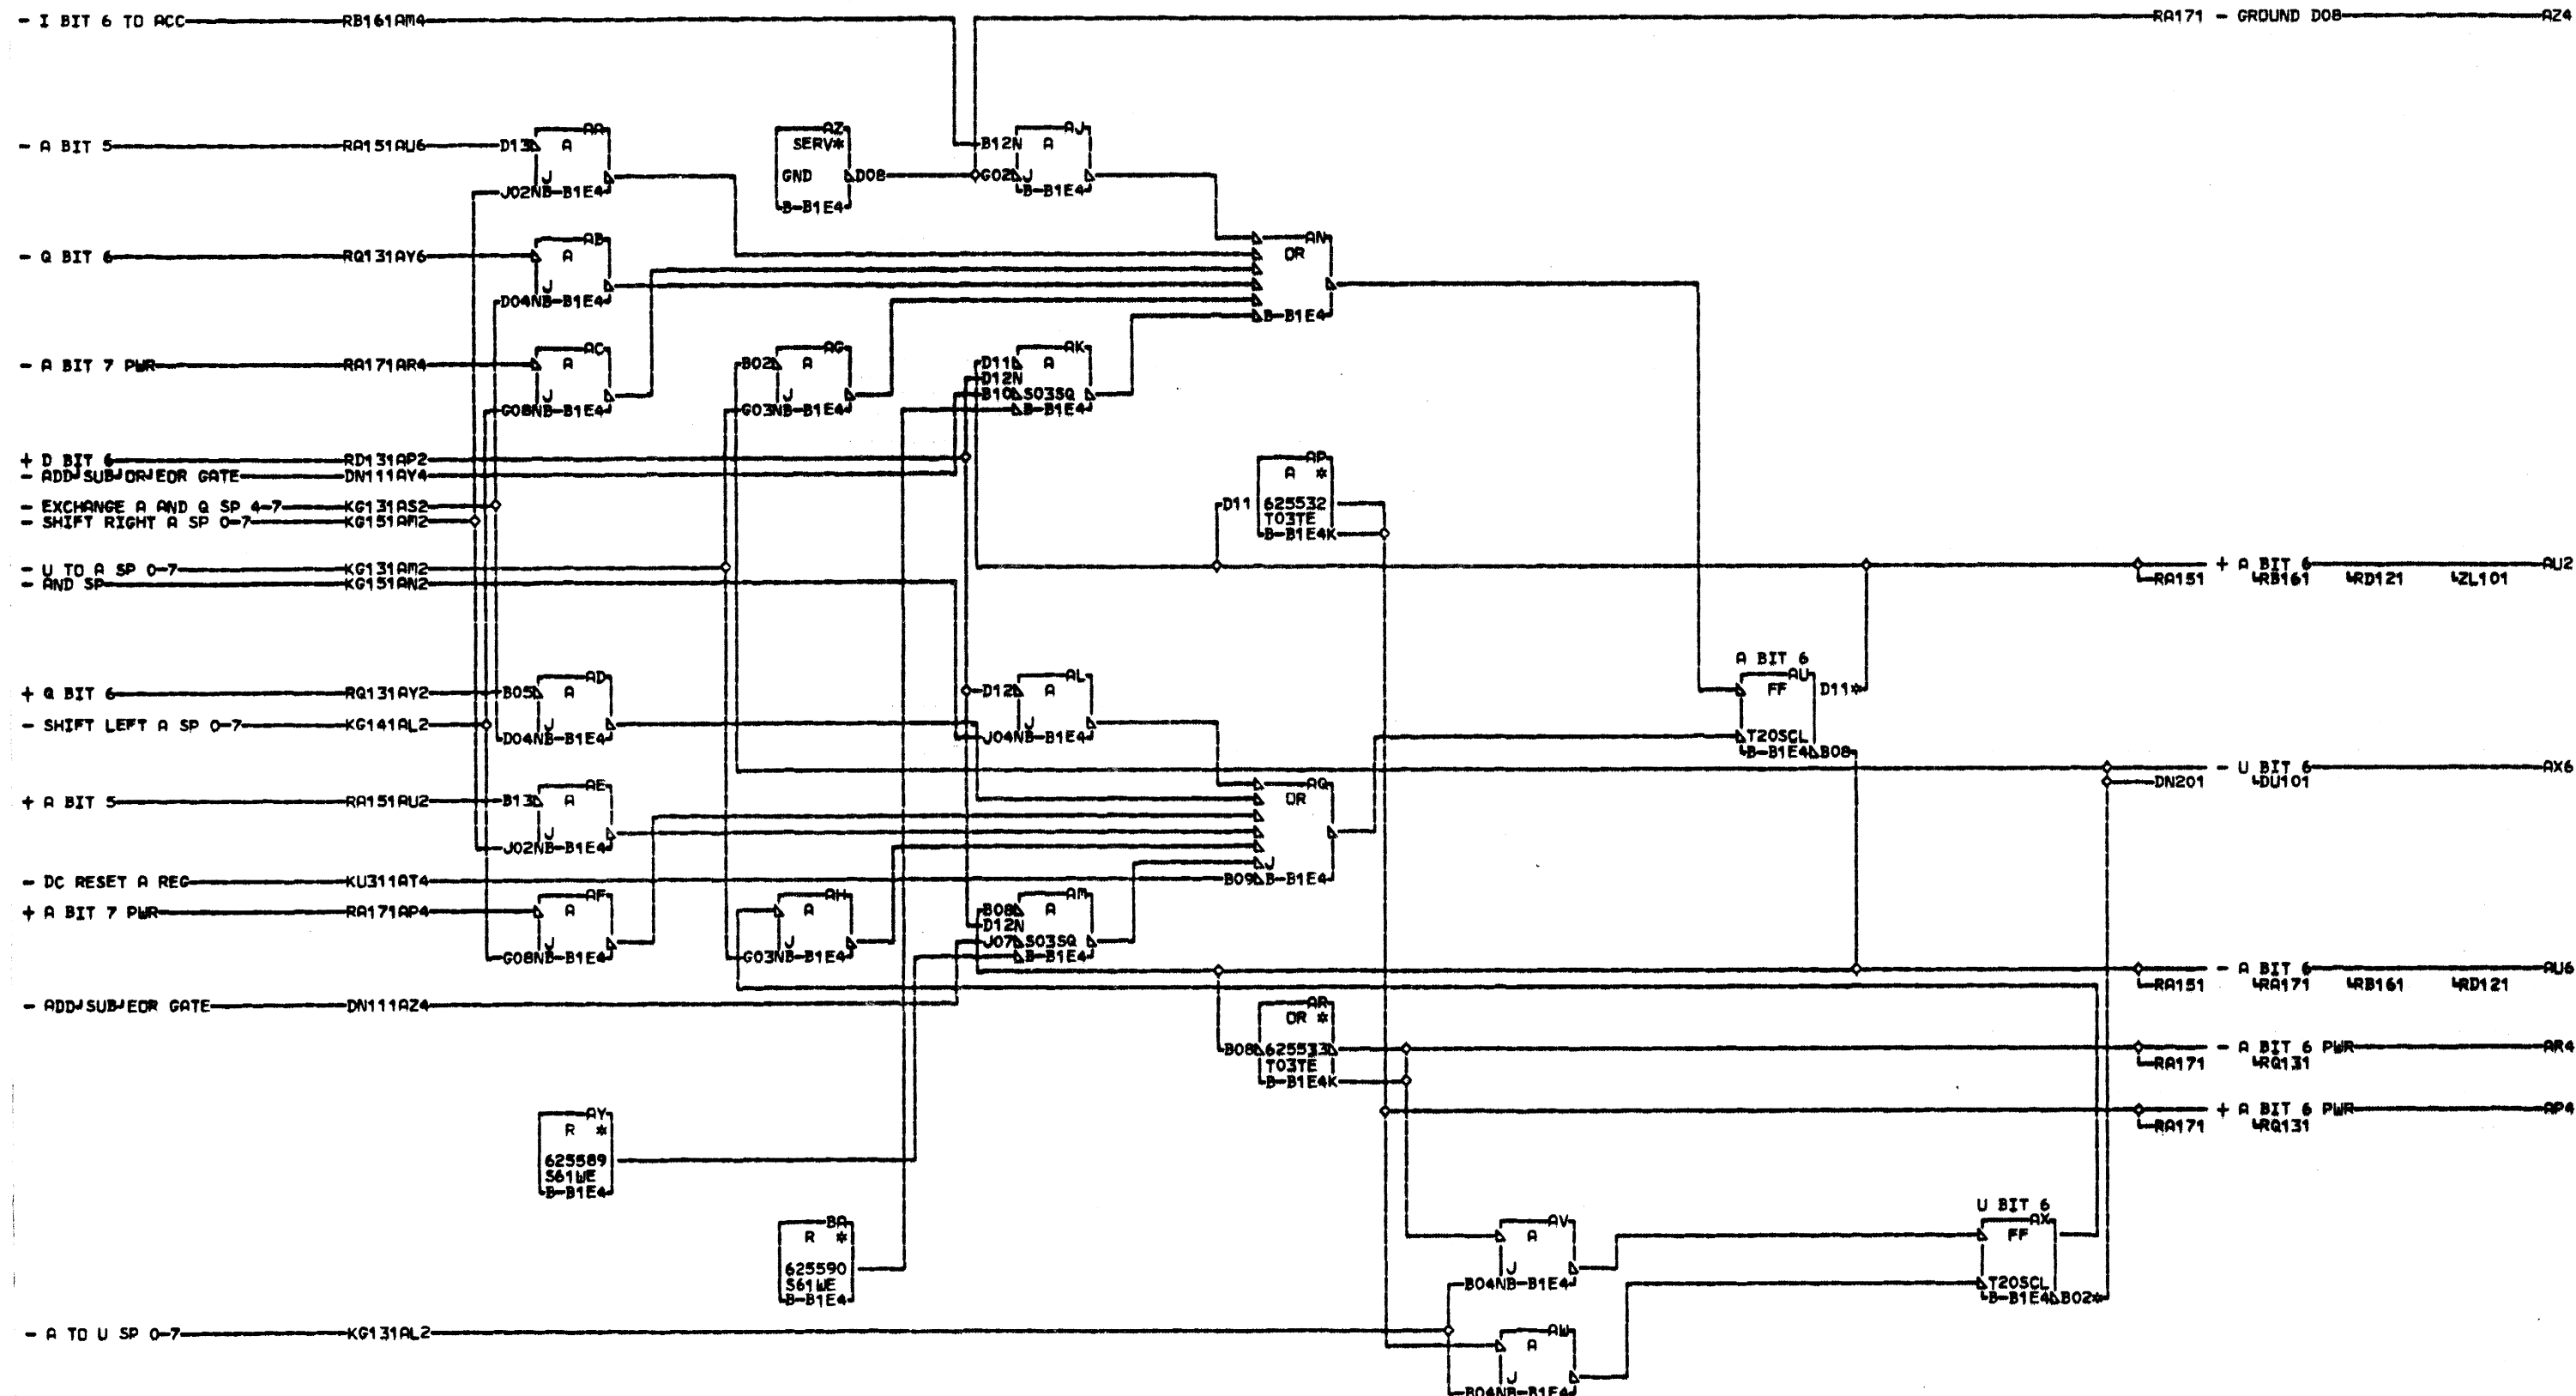 - I BIT 6 TO ACC RB161AM4 RA171 - GROUND D08 AZ4
AA AZ AJ
- A BIT 5 RA151AU6 D13 A SERV* B12N A
J GND D08 G02 J
J02NB-B1E4 B-B1E4 B-B1E4
AB AN
- Q BIT 6 RQ131AY6 A OR
J
D04NB-B1E4 B-B1E4
AC AG AK
- A BIT 7 PWR RA171AR4 A B02 A D11 A
D12N
J J B10 S03SQ
G08NB-B1E4 G03NB-B1E4 B-B1E4
+ D BIT 6 RD131AP2 AP
- ADD SUB OR EOR GATE DN111AY4 A *
- EXCHANGE A AND Q SP 4-7 KG131AS2 D11 625532
- SHIFT RIGHT A SP 0-7 KG151AM2 T03TE
B-B1E4K
- U TO A SP 0-7 KG131AM2 + A BIT 6 AU2
- AND SP KG151AN2 RA151 RB161 RD121 ZL101
A BIT 6
AD AL AU
+ Q BIT 6 RQ131AY2 B05 A D12 A FF D11*
- SHIFT LEFT A SP 0-7 KG141AL2 J J
D04NB-B1E4 J04NB-B1E4 T20SCL
B-B1E4 B08
- U BIT 6 AX6
AE AQ DN201 DU101
+ A BIT 5 RA151AU2 B13 A OR
J
J02NB-B1E4 J
- DC RESET A REG KU311AT4 B09 B-B1E4
AF AH AM
+ A BIT 7 PWR RA171AP4 A A B08 A
D12N
J J J07 S03SQ
G08NB-B1E4 G03NB-B1E4 B-B1E4
- A BIT 6 AU6
RA151 RA171 RB161 RD121
- ADD SUB EOR GATE DN111AZ4 AR
OR *
B08 625533 - A BIT 6 PWR AR4
T03TE RA171 RQ131
B-B1E4K
AY + A BIT 6 PWR AP4
R * RA171 RQ131
625589
S61WE
B-B1E4
U BIT 6
BA AV AX
R * A FF
625590 J
S61WE B04NB-B1E4 T20SCL
B-B1E4 B-B1E4 B02*
- A TO U SP 0-7 KG131AL2 AW
A
J
B04NB-B1E4